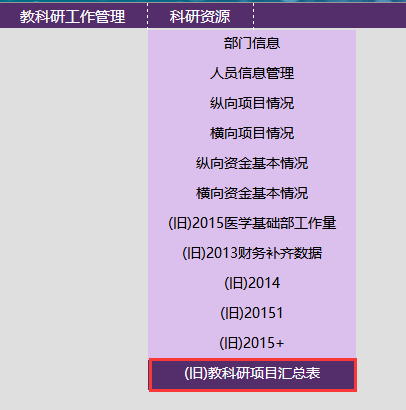 教科研工作管理 科研资源
部门信息
人员信息管理
纵向项目情况
横向项目情况
纵向资金基本情况
横向资金基本情况
(旧)2015医学基础部工作量
(旧)2013财务补齐数据
(旧)2014
(旧)20151
(旧)2015+
(旧)教科研项目汇总表